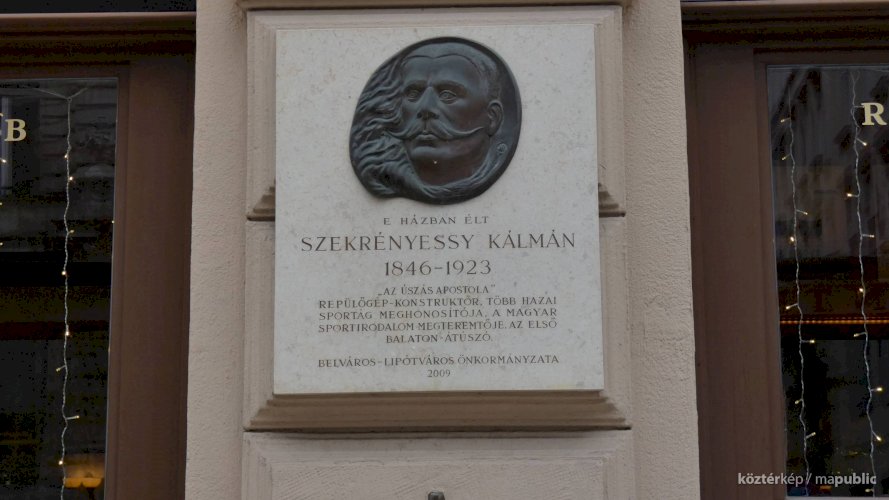 B
R
E HÁZBAN ÉLT
SZEKRÉNYESSY KÁLMÁN
1846-1923
„AZ ÚSZÁS APOSTOLA”
REPÜLŐGÉP-KONSTRUKTŐR, TÖBB HAZAI
SPORTÁG MEGHONOSÍTÓJA, A MAGYAR
SPORTIRODALOM MEGTEREMTŐJE, AZ ELSŐ
BALATON-ÁTÚSZÓ.
BELVÁROS-LIPÓTVÁROS ÖNKORMÁNYZATA
2009
köztérkép / mapublic